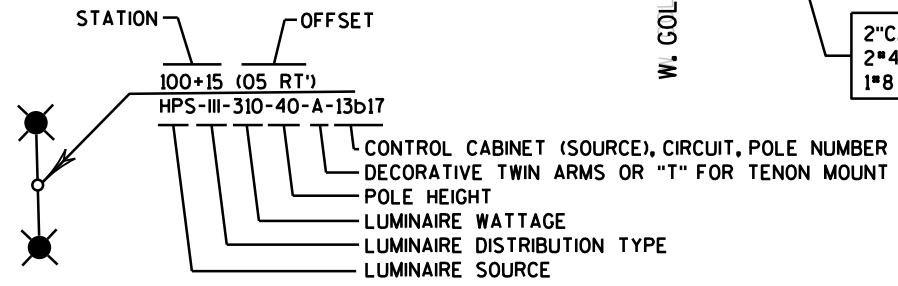 STATION
OFFSET
100+15 (05 RT')
HPS-III-310-40-A-13b17
CONTROL CABINET (SOURCE), CIRCUIT, POLE NUMBER
DECORATIVE TWIN ARMS OR "T" FOR TENON MOUNT
POLE HEIGHT
LUMINAIRE WATTAGE
LUMINAIRE DISTRIBUTION TYPE
LUMINAIRE SOURCE
W. GOL
2"C
2#4
1#8